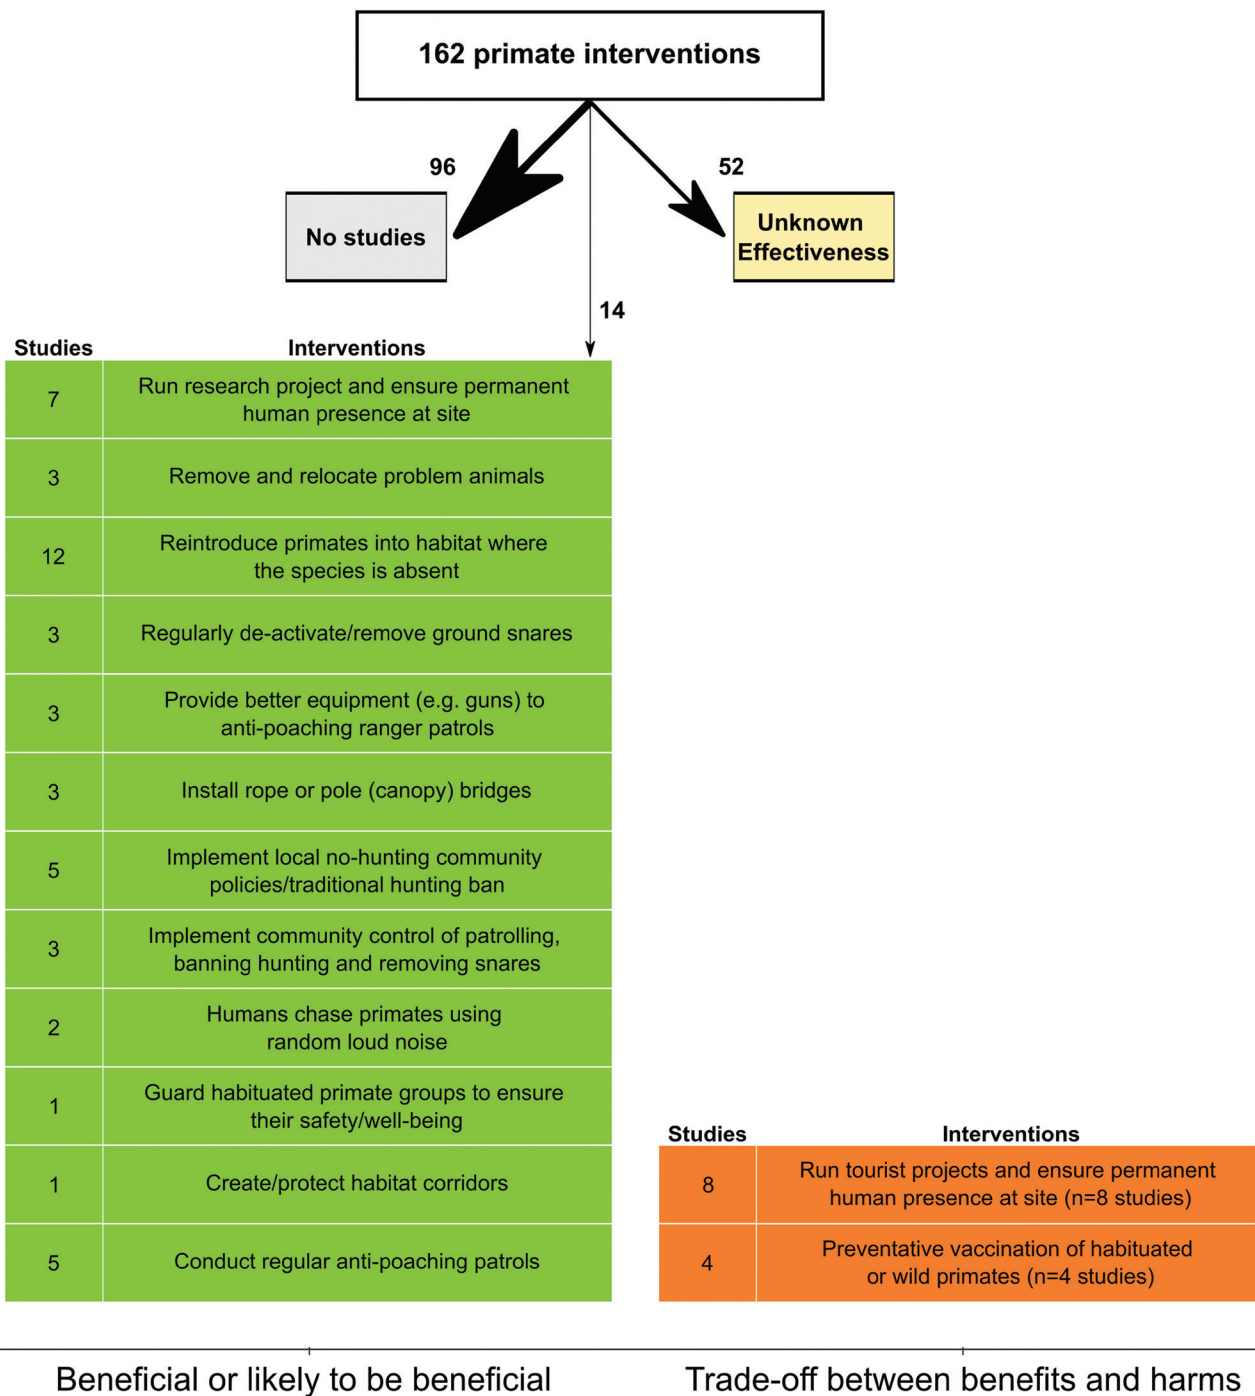 162 primate interventions
96
52
No studies
Unknown
Effectiveness
14
Studies Interventions
7 Run research project and ensure permanent
human presence at site
3 Remove and relocate problem animals
12 Reintroduce primates into habitat where
the species is absent
3 Regularly de-activate/remove ground snares
3 Provide better equipment (e.g. guns) to
anti-poaching ranger patrols
3 Install rope or pole (canopy) bridges
5 Implement local no-hunting community
policies/traditional hunting ban
3 Implement community control of patrolling,
banning hunting and removing snares
2 Humans chase primates using
random loud noise
1 Guard habituated primate groups to ensure
their safety/well-being
1 Create/protect habitat corridors
5 Conduct regular anti-poaching patrols
Studies Interventions
8 Run tourist projects and ensure permanent
human presence at site (n=8 studies)
4 Preventative vaccination of habituated
or wild primates (n=4 studies)
Beneficial or likely to be beneficial
Trade-off between benefits and harms